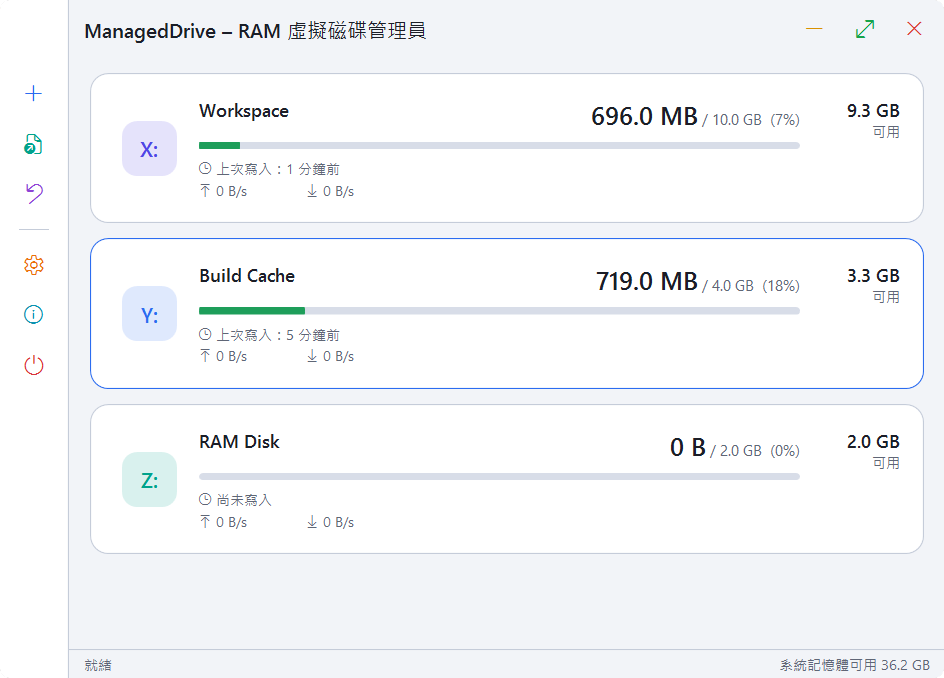 ManagedDrive – RAM 虛擬磁碟管理員
X:
Workspace
696.0 MB / 10.0 GB (7%)
9.3 GB
可用
上次寫入：1 分鐘前
↑ 0 B/s ↓ 0 B/s
Y:
Build Cache
719.0 MB / 4.0 GB (18%)
3.3 GB
可用
上次寫入：5 分鐘前
↑ 0 B/s ↓ 0 B/s
Z:
RAM Disk
0 B / 2.0 GB (0%)
2.0 GB
可用
尚未寫入
↑ 0 B/s ↓ 0 B/s
就緒
系統記憶體可用 36.2 GB